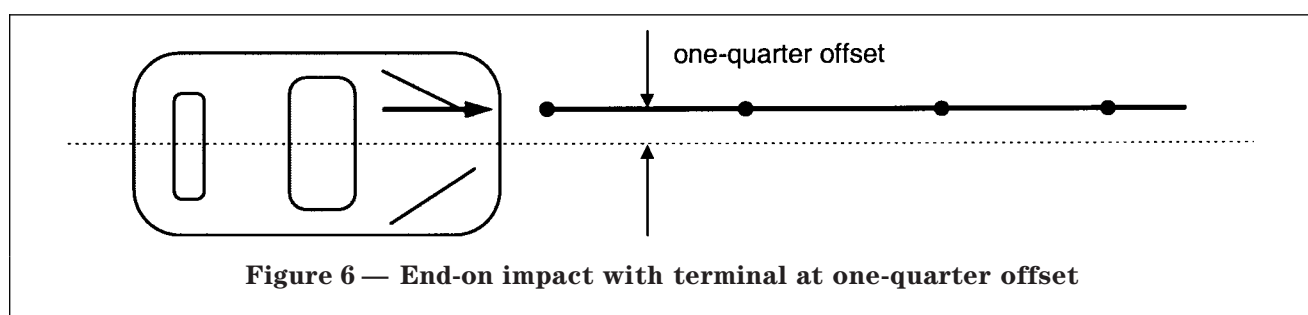 one-quarter offset
Figure 6 — End-on impact with terminal at one-quarter offset